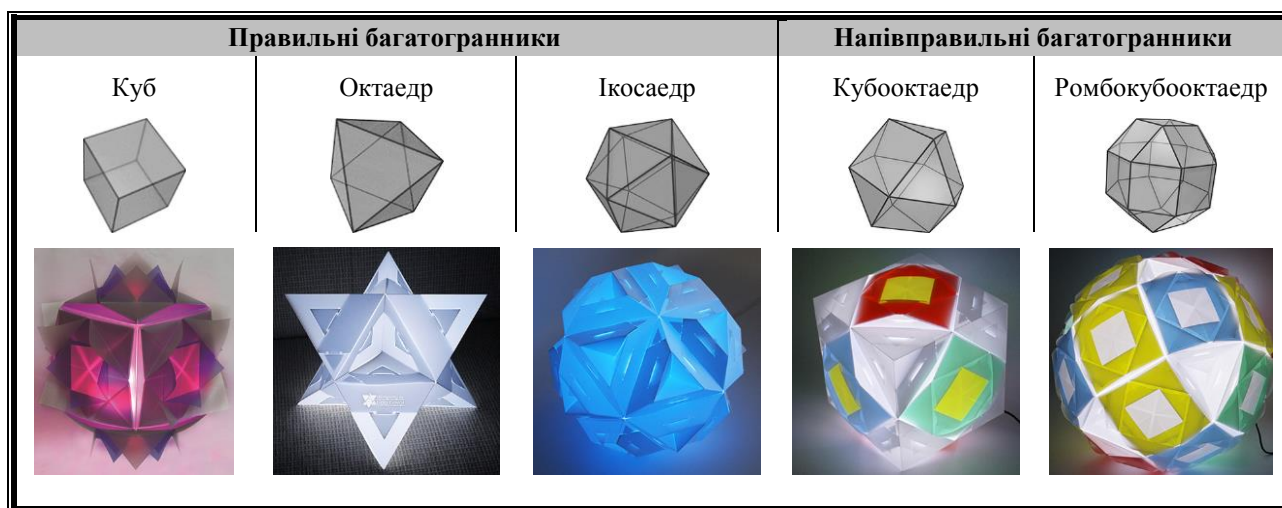 Правильні багатогранники
Напівправильні багатогранники
Куб
Октаедр
Ікосаедр
Кубооктаедр
Ромбокубооктаедр